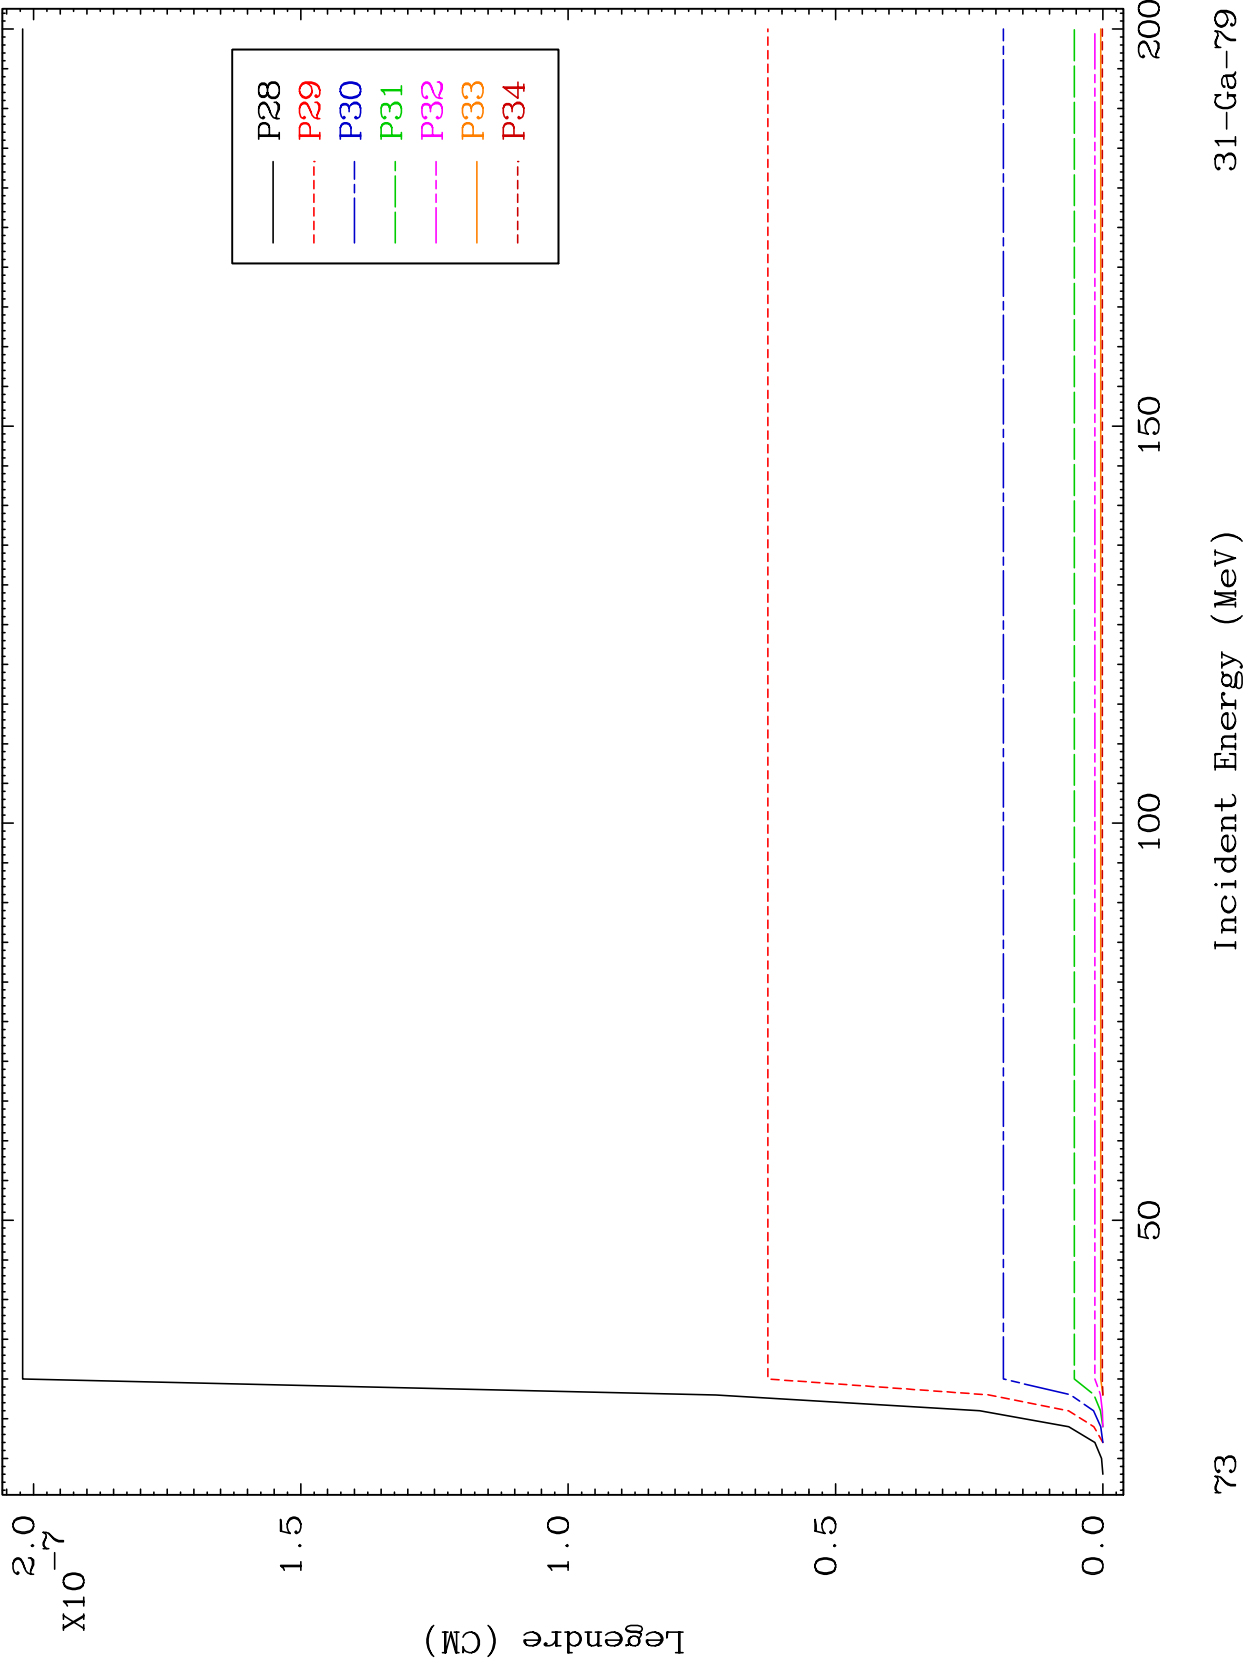 2.0
X10-7
1.5
1.0
0.5
0.0
Legendre (CM)
P28
P29
P30
P31
P32
P33
P34
50
100
150
200
Incident Energy (MeV)
73
31-Ga-79